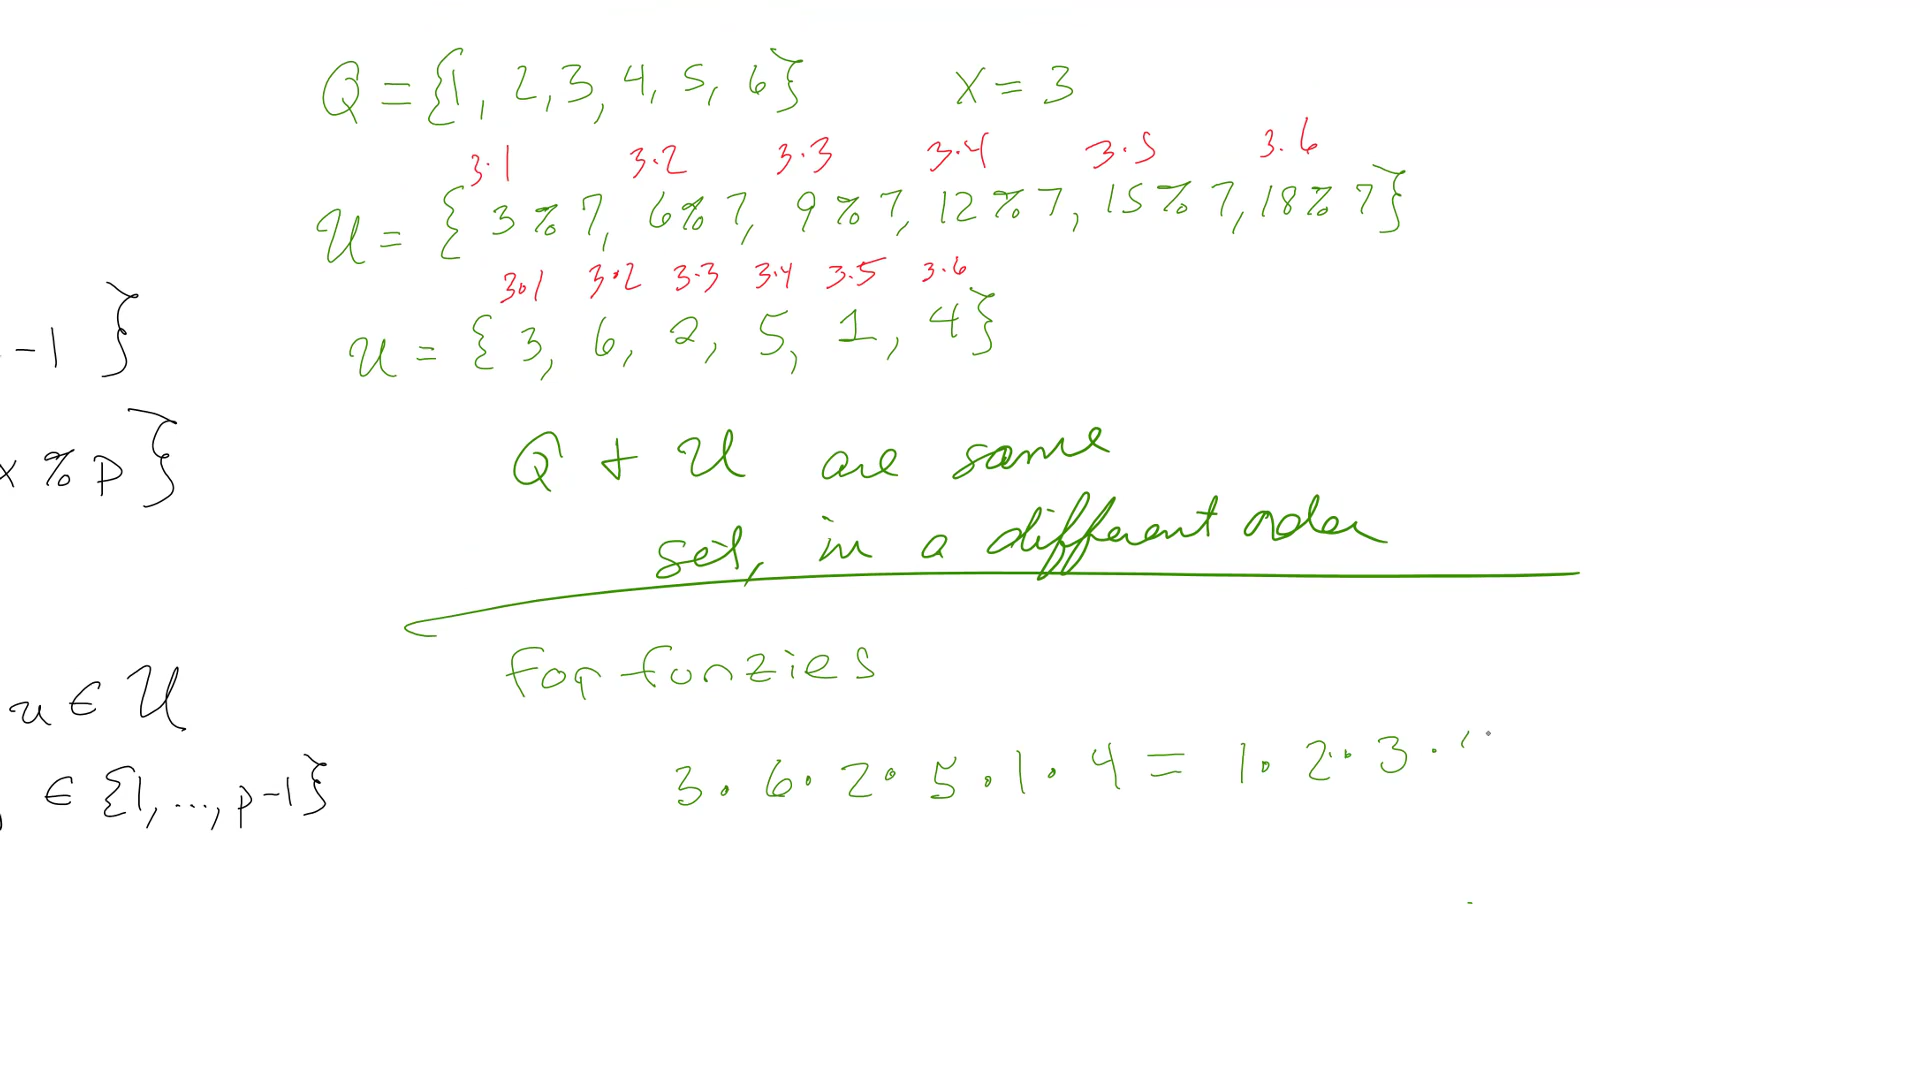 Q = {1, 2, 3, 4, 5, 6} x = 3
3·1 3·2 3·3 3·4 3·5 3·6
U = { 3 % 7, 6 % 7, 9 % 7, 12 % 7, 15 % 7, 18 % 7 }
3·1 3·2 3·3 3·4 3·5 3·6
U = { 3, 6, 2, 5, 1, 4 }
-1 }
Q + U are same
x % p }
set, in a different order
For funzies
u ∈ U
3 · 6 · 2 · 5 · 1 · 4 = 1 · 2 · 3 ·
∈ {1, ..., p-1}